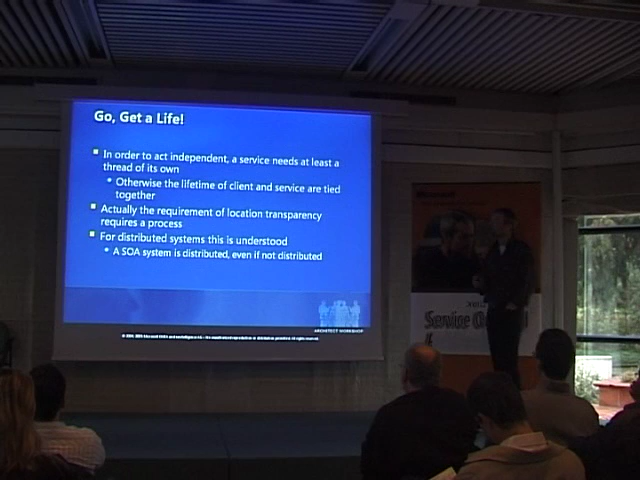 Go, Get a Life!
In order to act independent, a service needs at least a
thread of its own
Otherwise the lifetime of client and service are tied
together
Actually the requirement of location transparency
requires a process
For distributed systems this is understood
A SOA system is distributed, even if not distributed
ARCHITECT WORKSHOP
Microsoft
Service